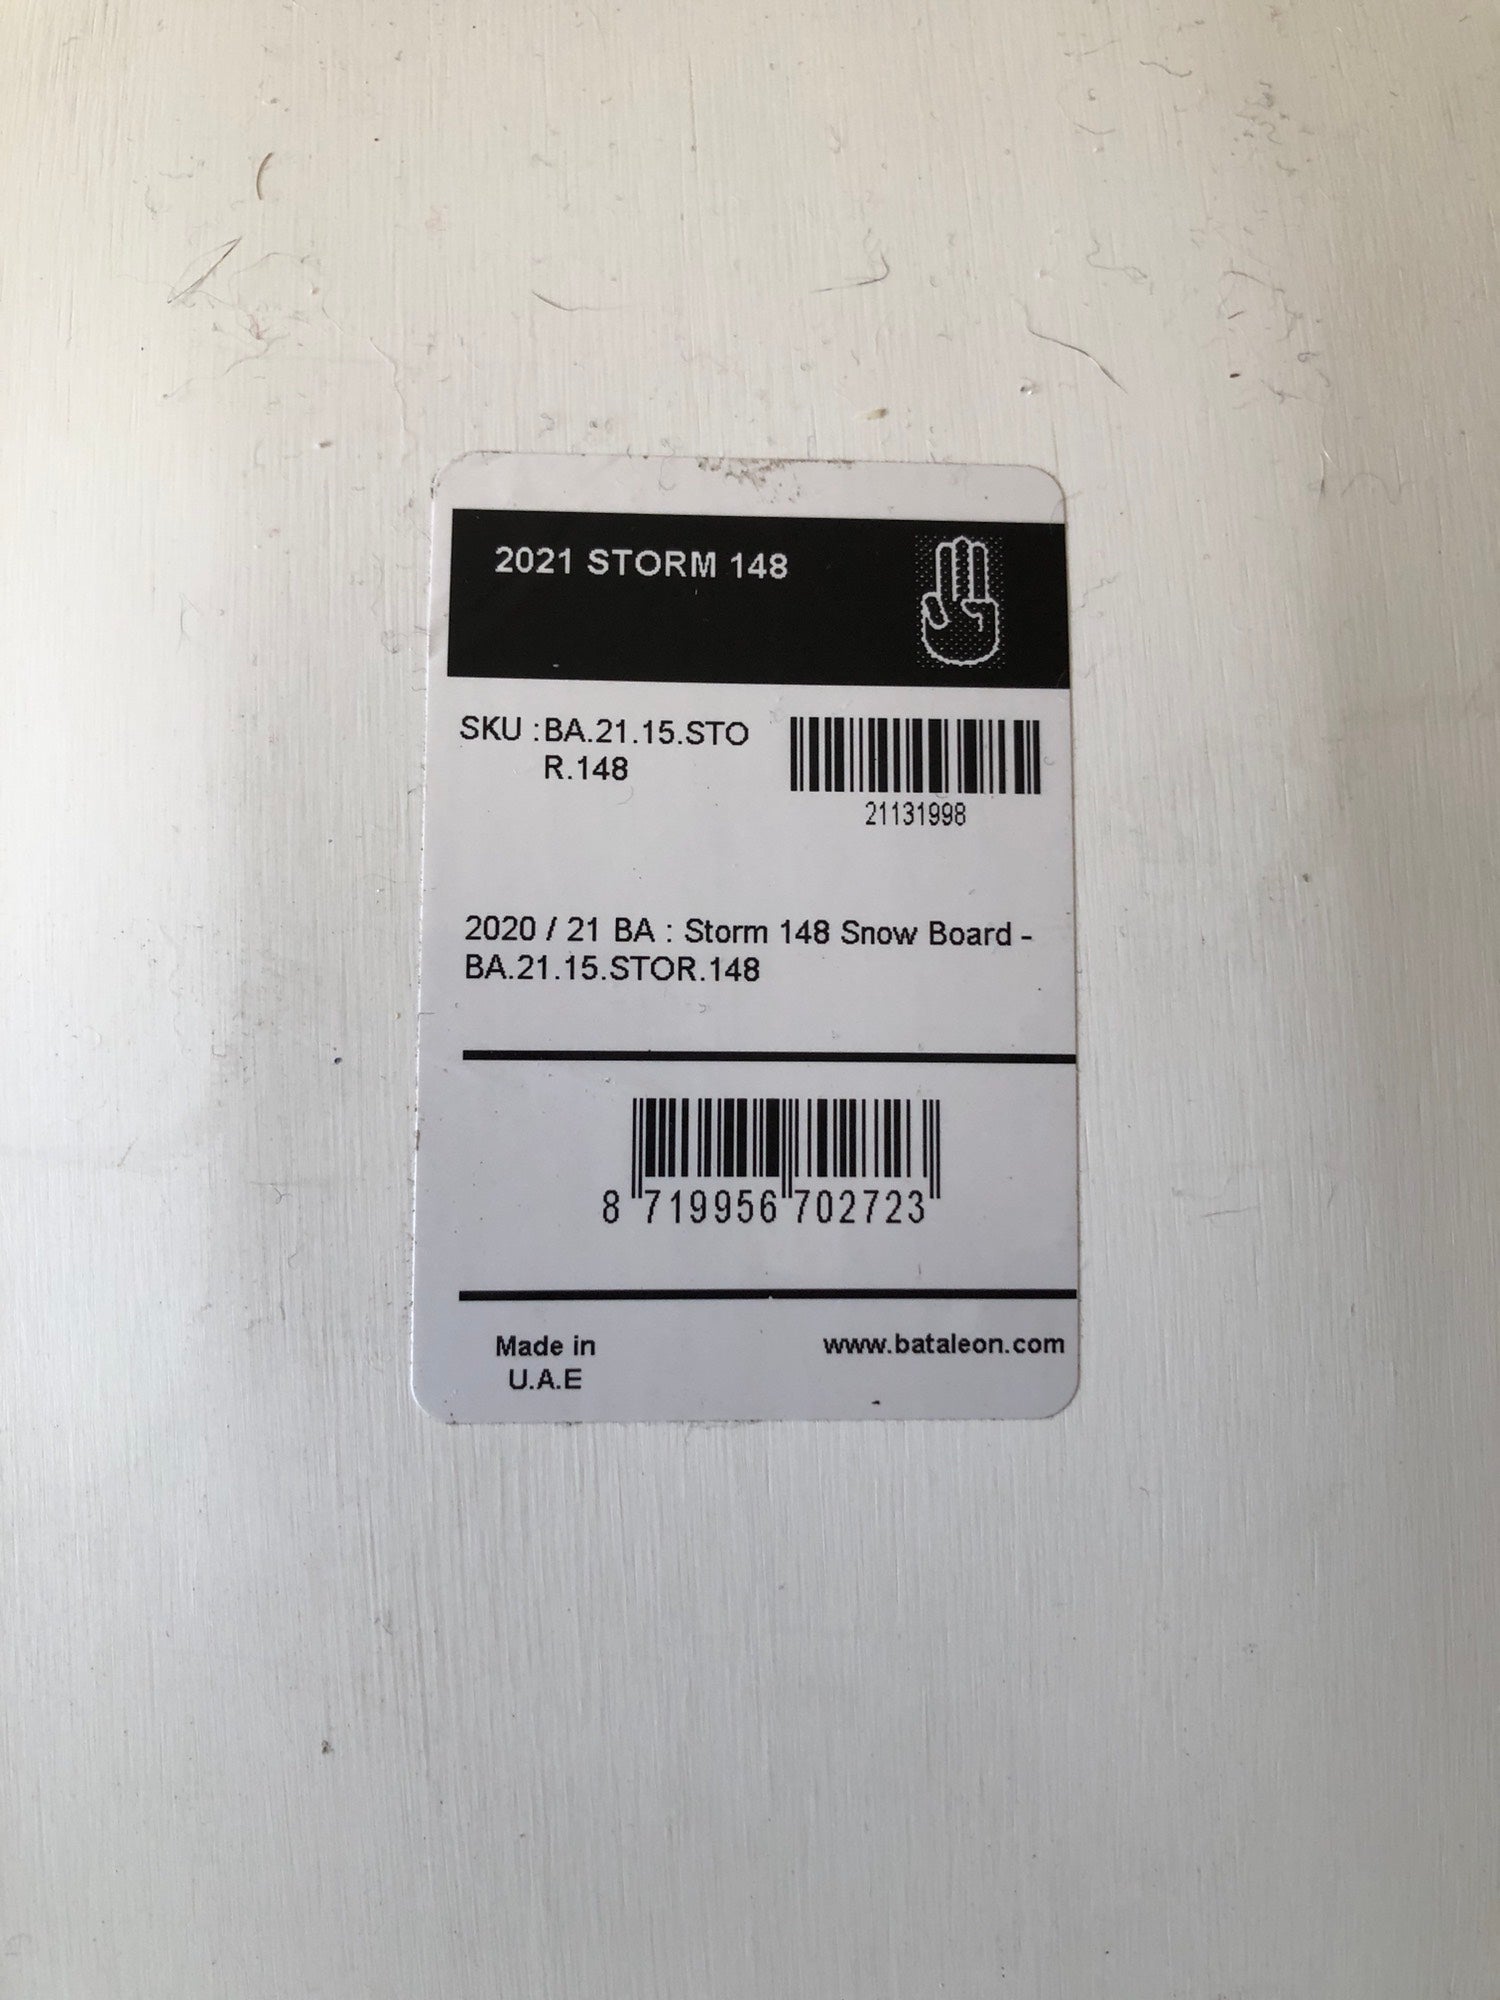 2021 STORM 148
SKU :BA.21.15.STO
R.148
21131998
2020 / 21 BA : Storm 148 Snow Board -
BA.21.15.STOR.148
8 719956 702723
Made in
U.A.E
www.bataleon.com